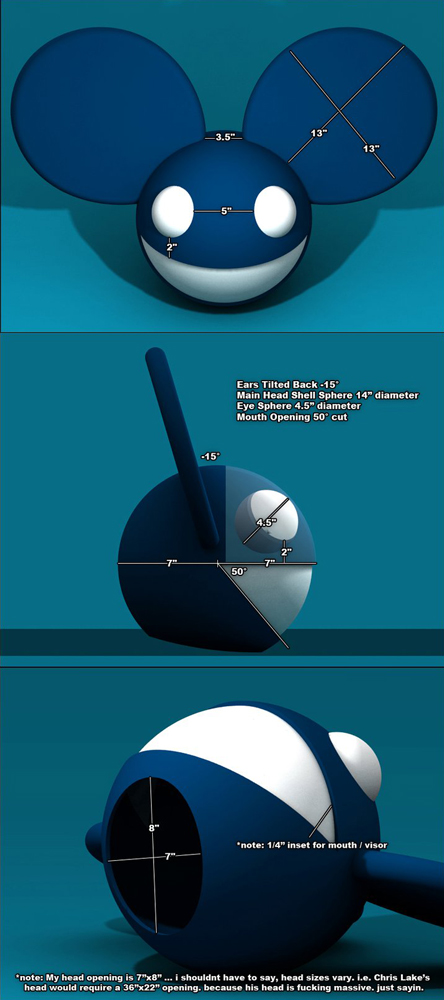 3.5"
13"
13"
5"
2"
Ears Tilted Back -15°
Main Head Shell Sphere 14" diameter
Eye Sphere 4.5" diameter
Mouth Opening 50° cut
-15°
4.5"
2"
7"
7"
50°
8"
7"
*note: 1/4" inset for mouth / visor
*note: My head opening is 7"x8" ... i shouldnt have to say, head sizes vary. i.e. Chris Lake's
head would require a 36"x22" opening. because his head is fucking massive. just sayin.